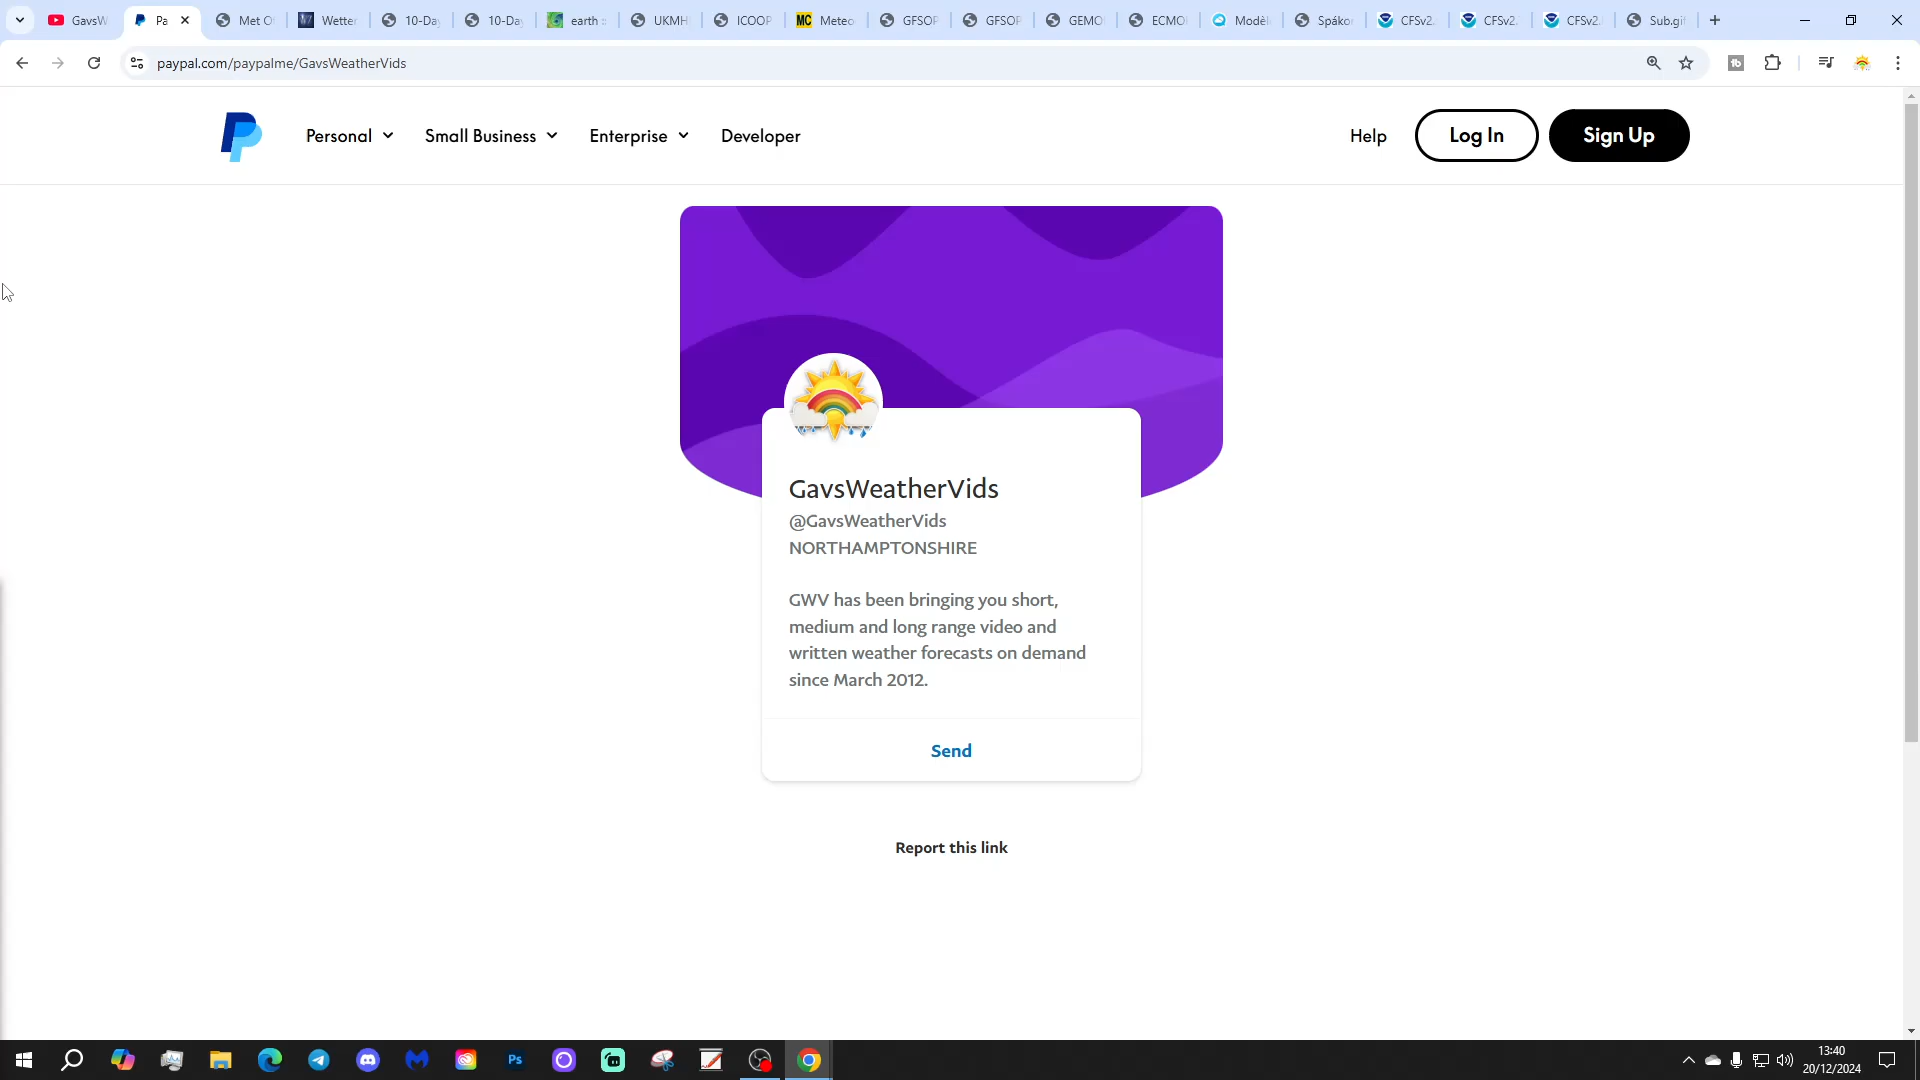 GavsW
Pa
Met O
Wetter
10-Day
10-Day
earth
UKMH
ICOOP
MC Meteo
GFSOP
GFSOP
GEMO
ECMO
Modèl
Spákor
CFSv2.
CFSv2.
CFSv2.
Sub.gif
paypal.com/paypalme/GavsWeatherVids
Personal
Small Business
Enterprise
Developer
Help
Log In
Sign Up
GavsWeatherVids
@GavsWeatherVids
NORTHAMPTONSHIRE
GWV has been bringing you short,
medium and long range video and
written weather forecasts on demand
since March 2012.
Send
Report this link
Ps
13:40
20/12/2024